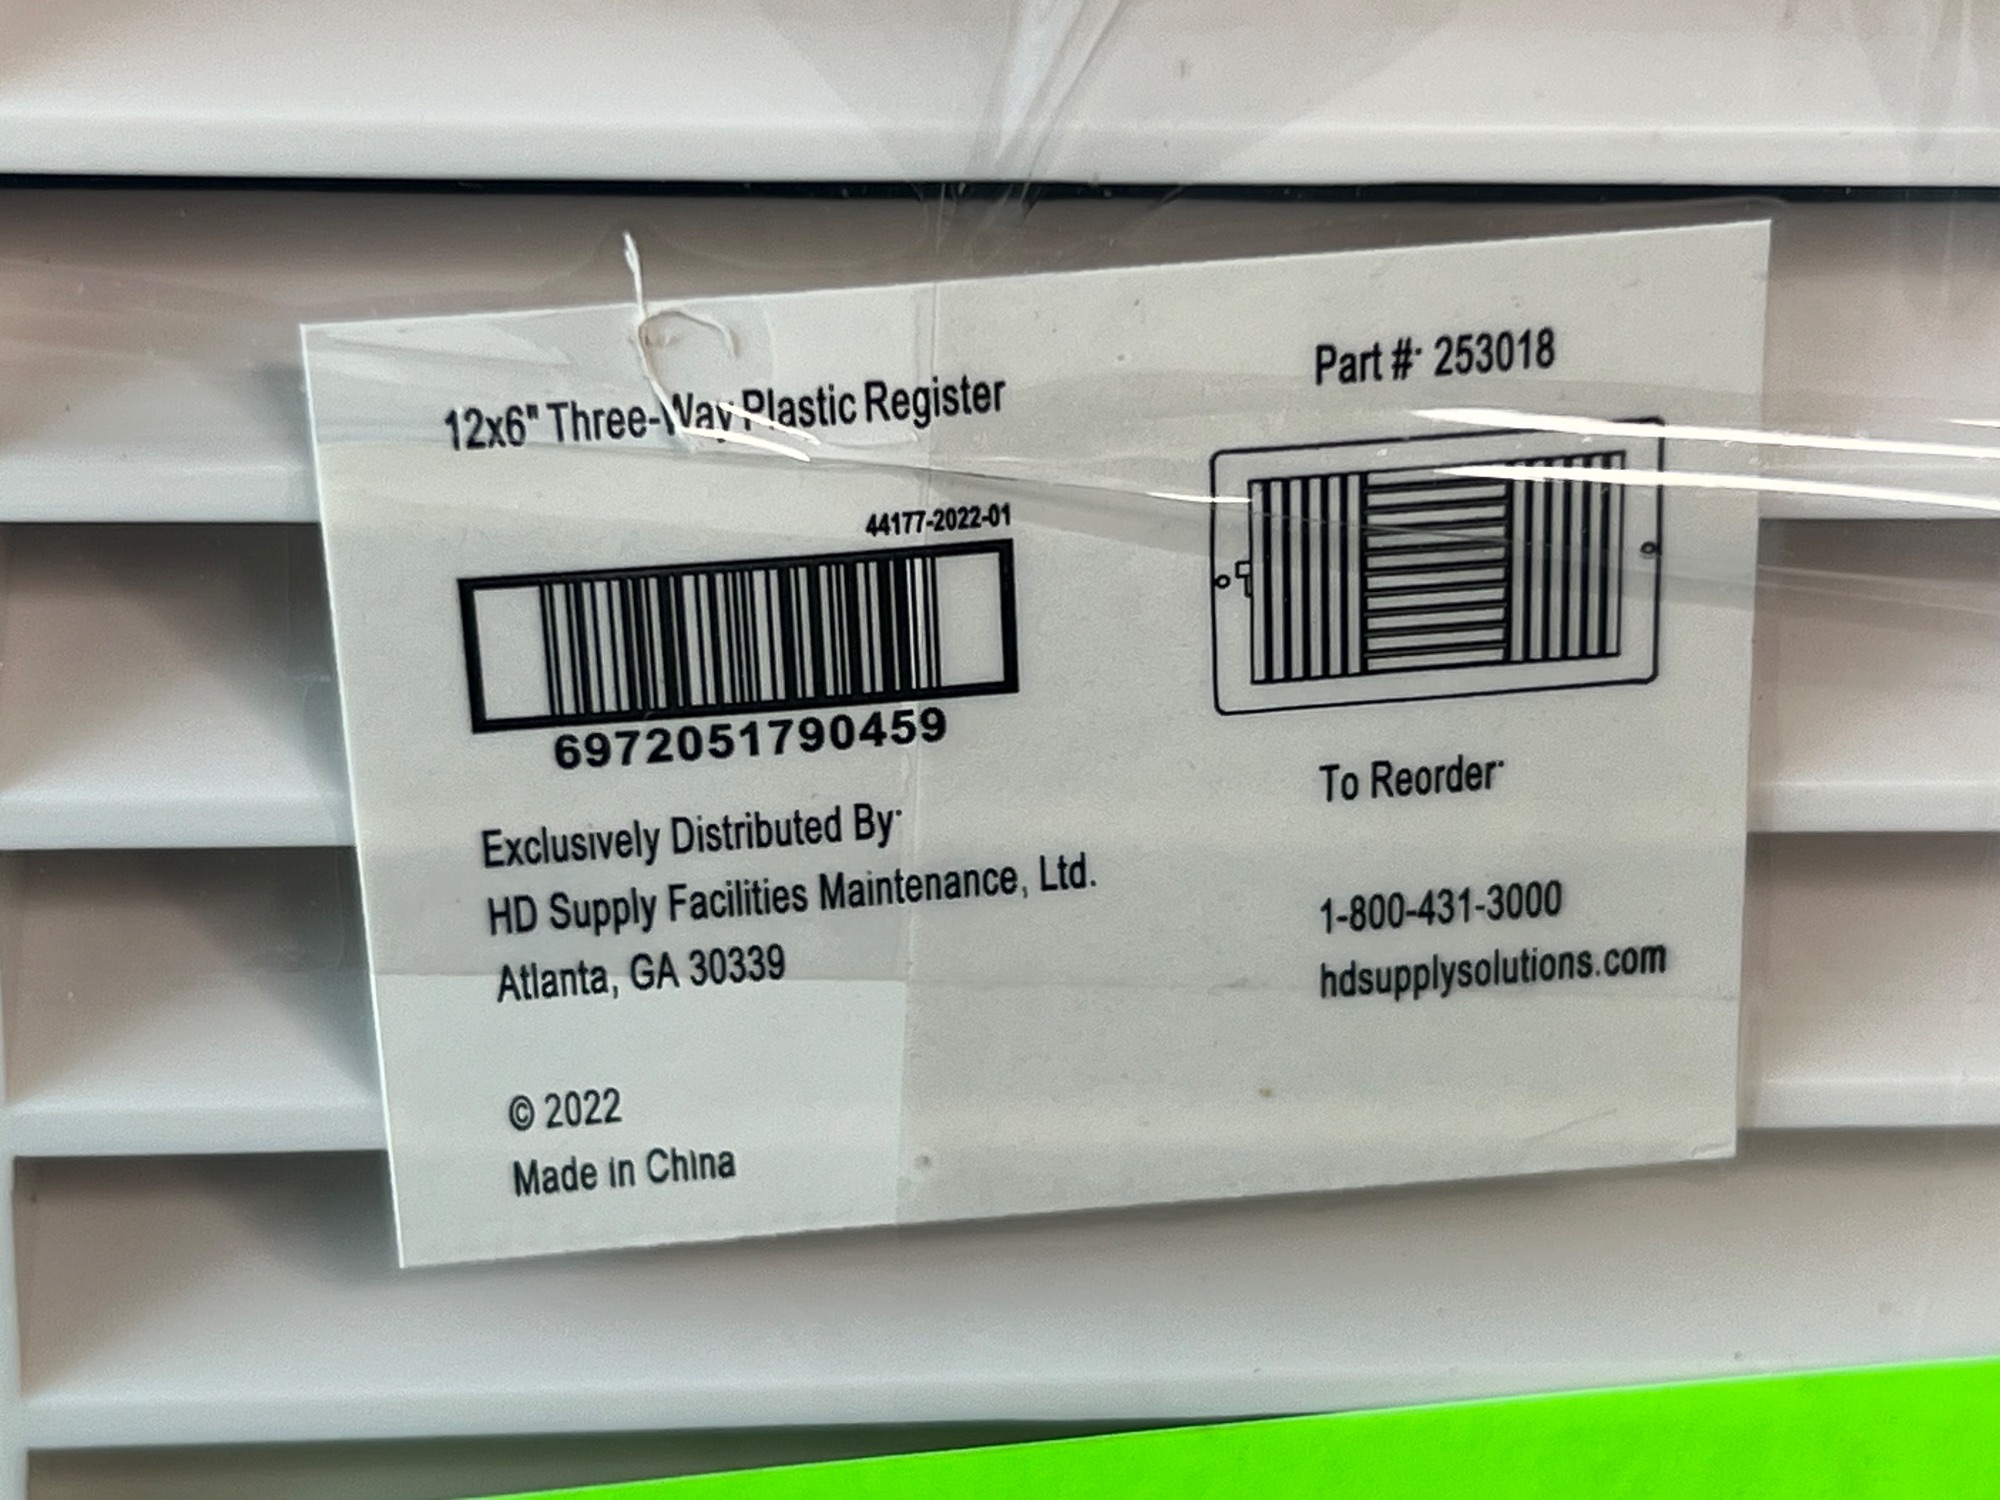 12x6" Three-Way Plastic Register
Part #: 253018
44177-2022-01
6972051790459
Exclusively Distributed By:
HD Supply Facilities Maintenance, Ltd.
Atlanta, GA 30339
To Reorder:
1-800-431-3000
hdsupplysolutions.com
© 2022
Made in China